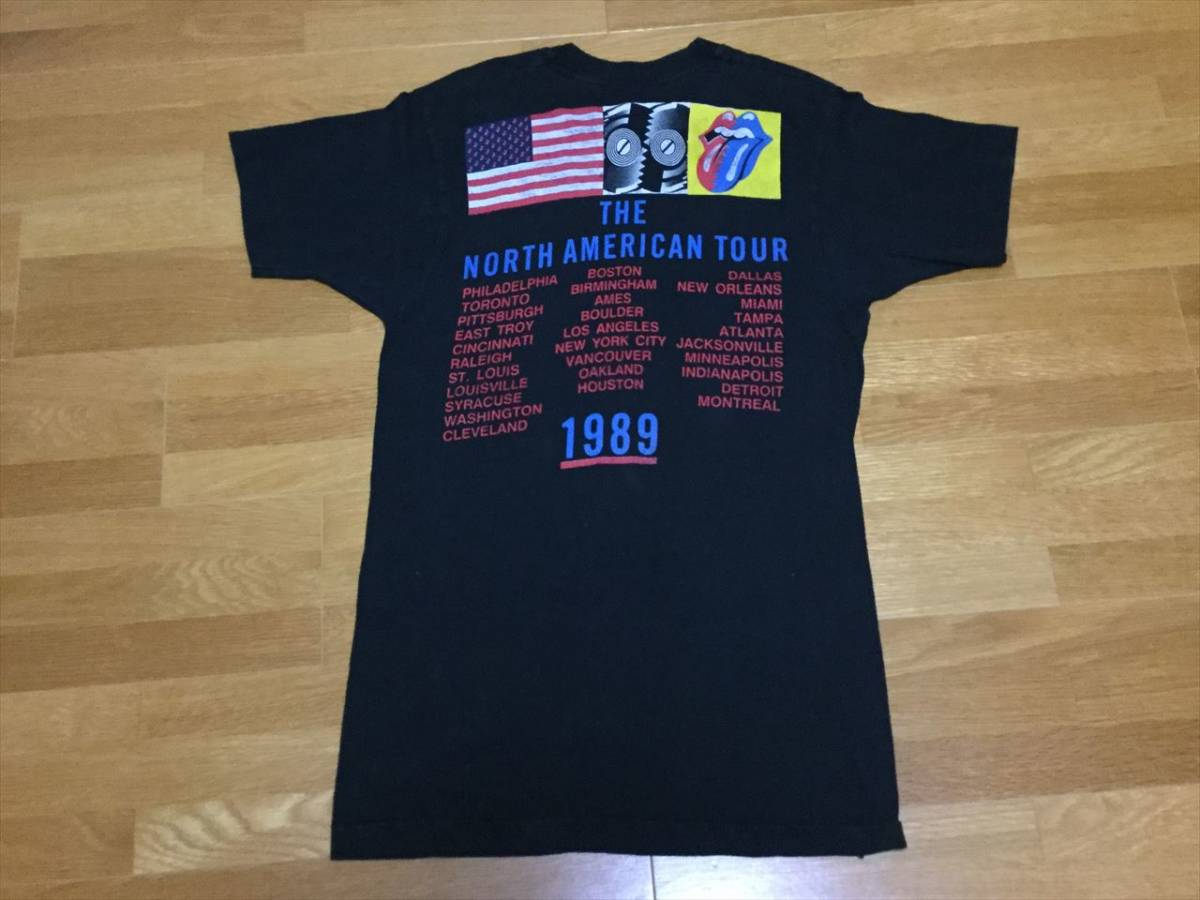 THE
NORTH AMERICAN TOUR
PHILADELPHIA
TORONTO
PITTSBURGH
EAST TROY
CINCINNATI
RALEIGH
ST. LOUIS
LOUISVILLE
SYRACUSE
WASHINGTON
CLEVELAND
BOSTON
BIRMINGHAM
AMES
BOULDER
LOS ANGELES
NEW YORK CITY
VANCOUVER
OAKLAND
HOUSTON
DALLAS
NEW ORLEANS
MIAMI
TAMPA
ATLANTA
JACKSONVILLE
MINNEAPOLIS
INDIANAPOLIS
DETROIT
MONTREAL
1989